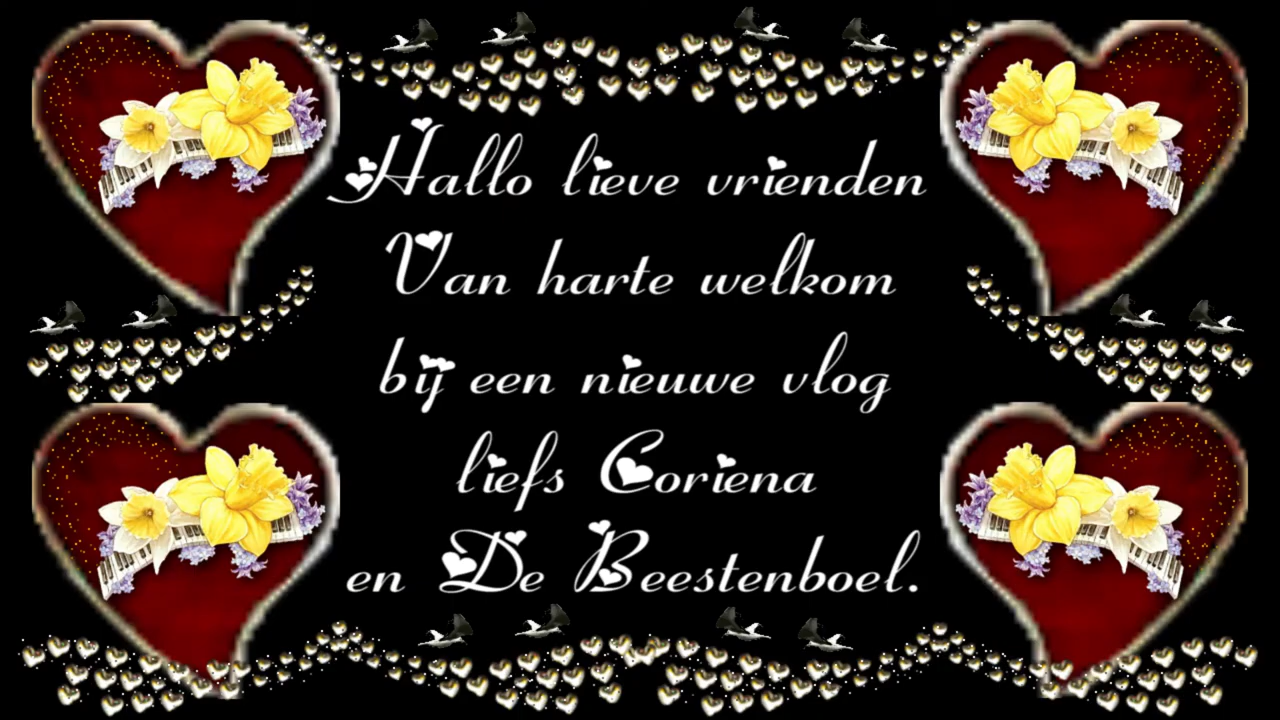 Hallo lieve vrienden
Van harte welkom
bij een nieuwe vlog
liefs Coriena
en De Beestenboel.